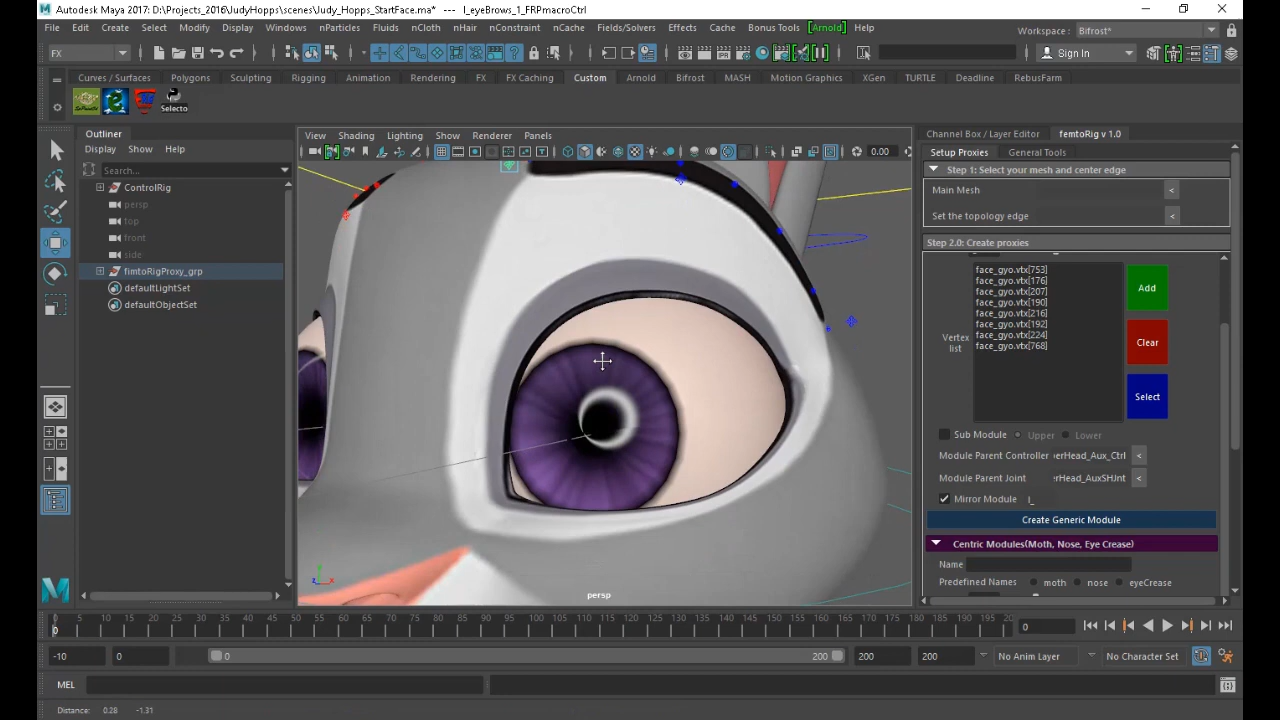 Autodesk Maya 2017: D:\Projects_2016\JudyHopps\scenes\Judy_Hopps_StartFace.ma* --- l_eyeBrows_1_FRPmacroCtrl
File Edit Create Select Modify Display Windows nParticles Fluids nCloth nHair nConstraint nCache Fields/Solvers Effects Cache Bonus Tools [Arnold] Help
Workspace : Bifrost*
FX
Sign In
Curves / Surfaces Polygons Sculpting Rigging Animation Rendering FX FX Caching Custom Arnold Bifrost MASH Motion Graphics XGen TURTLE Deadline RebusFarm
Selecto
Outliner
Display Show Help
Search...
ControlRig
persp
top
front
side
fimtoRigProxy_grp
defaultLightSet
defaultObjectSet
View Shading Lighting Show Renderer Panels
0.00
persp
Channel Box / Layer Editor femtoRig v 1.0
Setup Proxies General Tools
Step 1: Select your mesh and center edge
Main Mesh <
Set the topology edge <
Step 2.0: Create proxies
face_gyo.vtx[753]
face_gyo.vtx[176]
face_gyo.vtx[207]
face_gyo.vtx[190]
face_gyo.vtx[216]
face_gyo.vtx[192]
face_gyo.vtx[224]
face_gyo.vtx[768]
Vertex list
Add
Clear
Select
Sub Module Upper Lower
Module Parent Controller erHead_Aux_Ctrl <
Module Parent Joint erHead_AuxSHJnt <
Mirror Module l_
Create Generic Module
Centric Modules(Moth, Nose, Eye Crease)
Name
Predefined Names moth nose eyeCrease
0 5 10 15 20 25 30 35 40 45 50 55 60 65 70 75 80 85 90 95 100 105 110 115 120 125 130 135 140 145 150 155 160 165 170 175 180 185 190 195 20
0
0
-10 0 0 200 200 200 No Anim Layer No Character Set
MEL
Distance: 0.28 -1.31